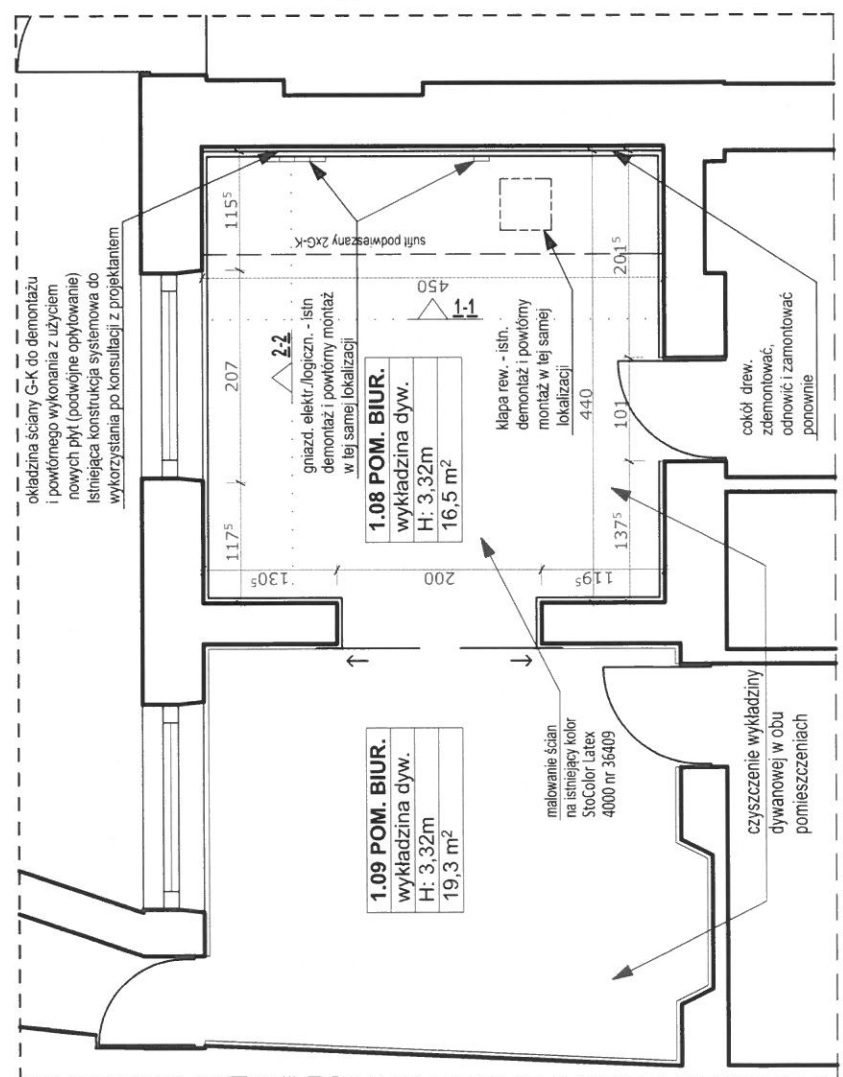 okładzina ściany G-K do demontażu
i powtórnego wykonania z użyciem
nowych płyt (podwójne opłytowanie)
Istniejąca konstrukcja systemowa do
wykorzystania po konsultacji z projektantem
115⁵
207
117⁵
sufit podwieszany 2xG-K
450
1-1
2-2
gniazd. elektr./logiczn. - istn
demontaż i powtórny montaż
w tej samej lokalizacji
1.08 POM. BIUR.
wykładzina dyw.
H: 3,32m
16,5 m²
klapa rew. - istn.
demontaż i powtórny
montaż w tej samej
lokalizacji
440
201⁵
101
137⁵
130⁵
200
119⁵
cokół drew.
zdemontować,
odnowić i zamontować
ponownie
1.09 POM. BIUR.
wykładzina dyw.
H: 3,32m
19,3 m²
malowanie ścian
na istniejący kolor
StoColor Latex
4000 nr 36409
czyszczenie wykładziny
dywanowej w obu
pomieszczeniach